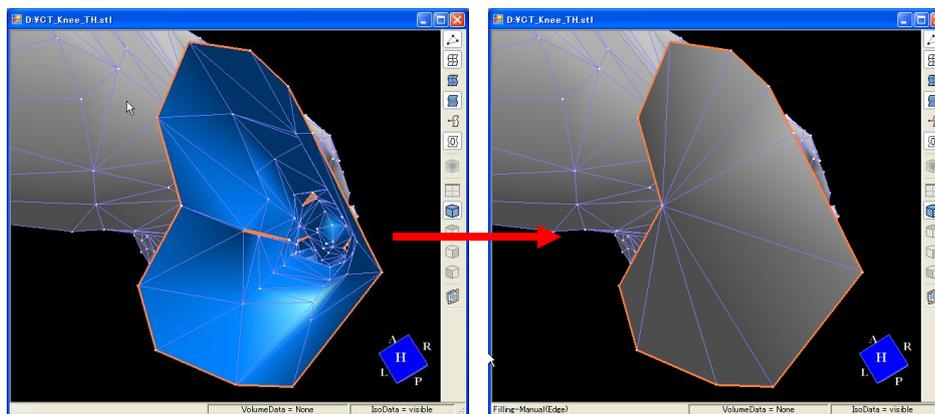 D:¥CT_Knee_TH.stl
A
R
H
L
P
VolumeData = None
IsoData = visible
D:¥CT_Knee_TH.stl
A
R
H
L
P
Filling-Manual(Edge)
VolumeData = None
IsoData = visible